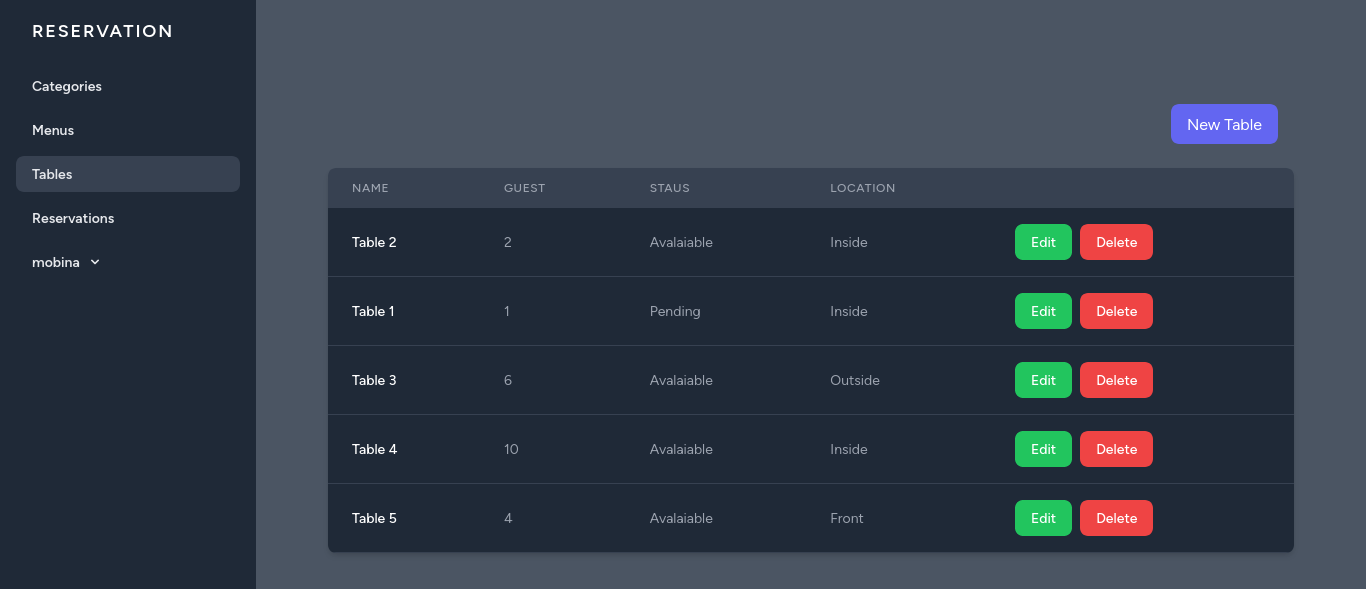 RESERVATION
Categories
Menus
Tables
Reservations
mobina
New Table
NAME GUEST STAUS LOCATION
Table 2 2 Avalaiable Inside Edit Delete
Table 1 1 Pending Inside Edit Delete
Table 3 6 Avalaiable Outside Edit Delete
Table 4 10 Avalaiable Inside Edit Delete
Table 5 4 Avalaiable Front Edit Delete